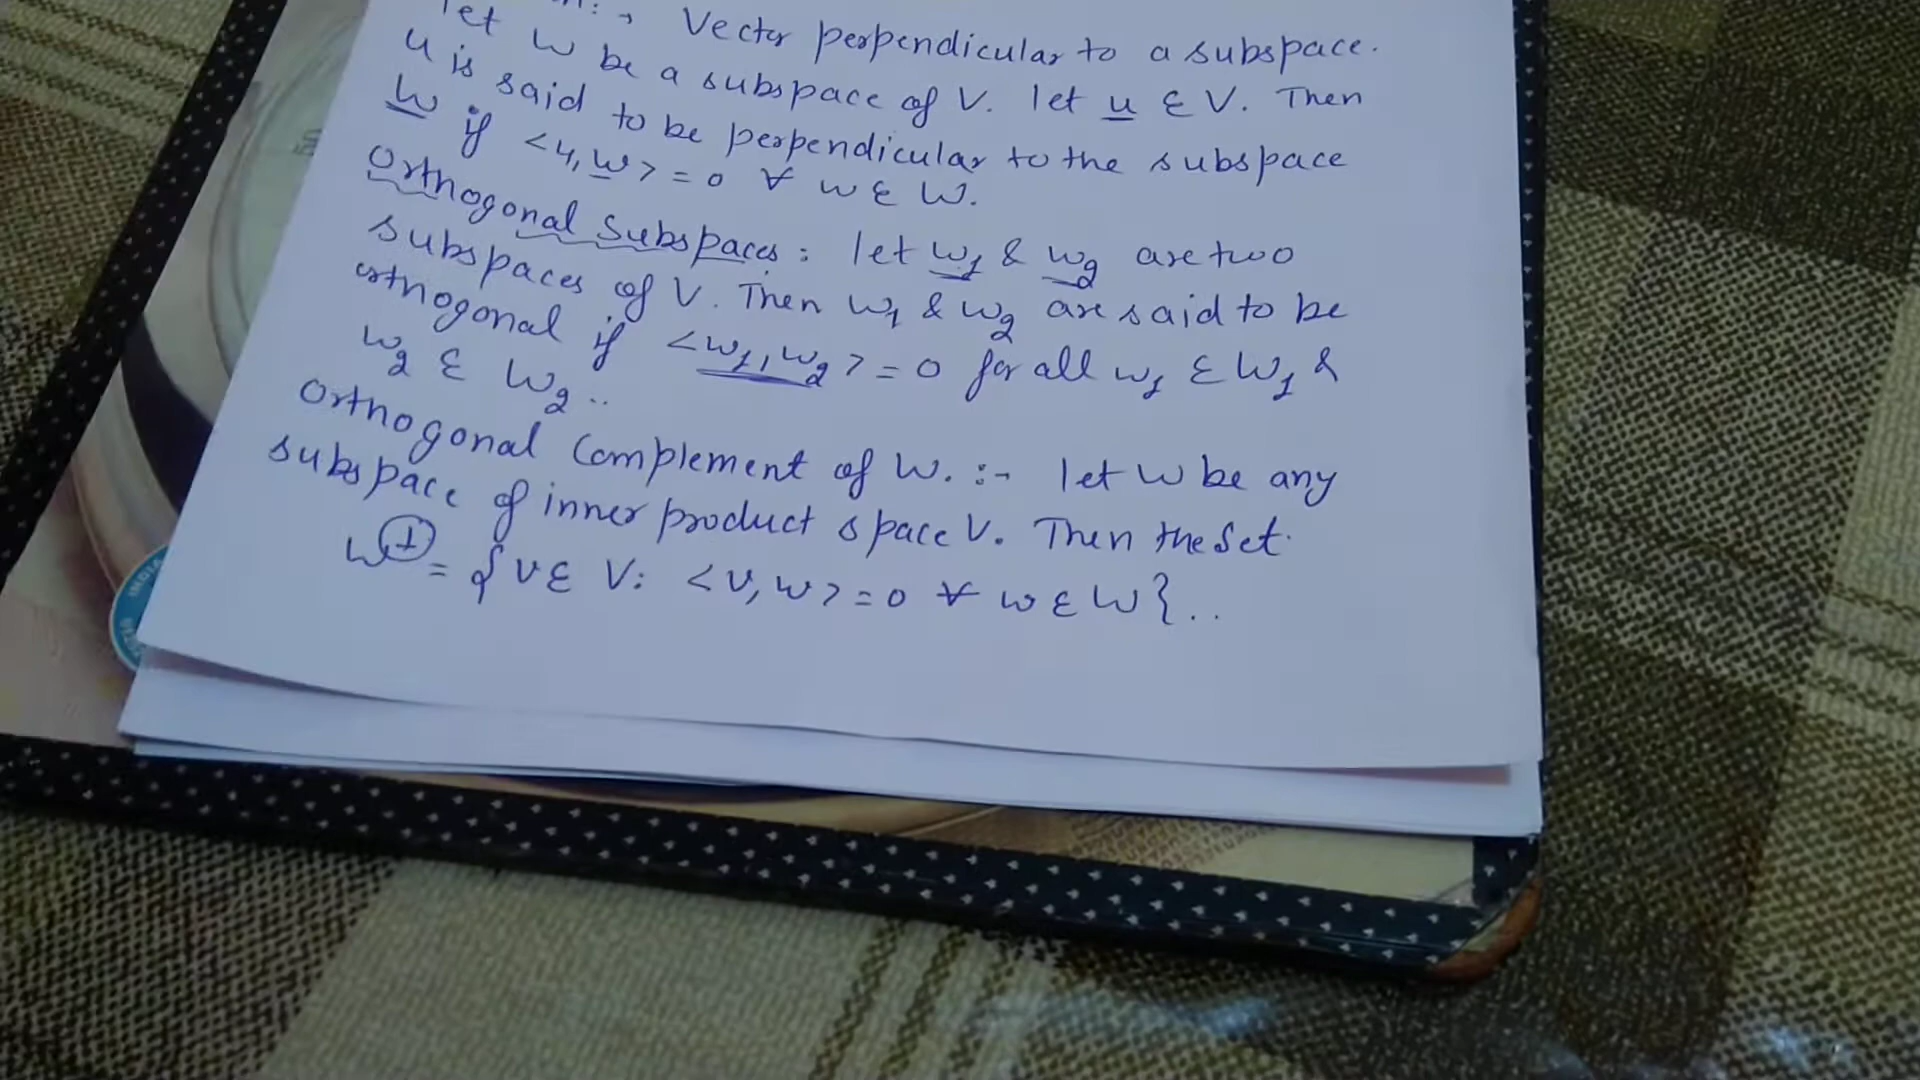 Vector perpendicular to a subspace.
let W be a subspace of V. let u ∈ V. Then
u is said to be perpendicular to the subspace
W if <u, w> = 0 ∀ w ∈ W.
Orthogonal Subspaces : let W1 & W2 are two
subspaces of V. Then W1 & W2 are said to be
orthogonal if <w1, w2> = 0 for all w1 ∈ W1 &
w2 ∈ W2 ..
Orthogonal Complement of W. :- let W be any
subspace of inner product space V. Then the Set
W⊥ = {v ∈ V: <v, w> = 0 ∀ w ∈ W} ..
INDIA